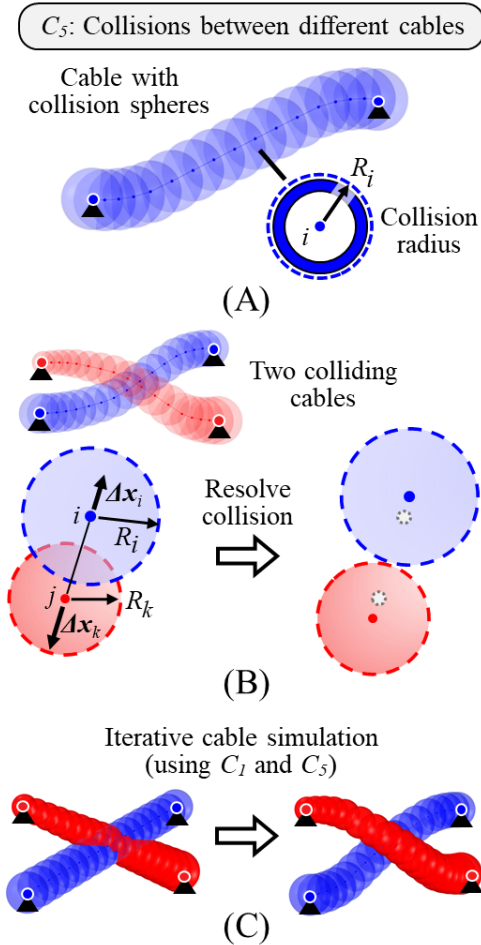 C5: Collisions between different cables
Cable with
collision spheres
Ri
i
Collision
radius
(A)
Two colliding
cables
Δxi
i
Ri
Resolve
collision
j
Rk
Δxk
(B)
Iterative cable simulation
(using C1 and C5)
(C)